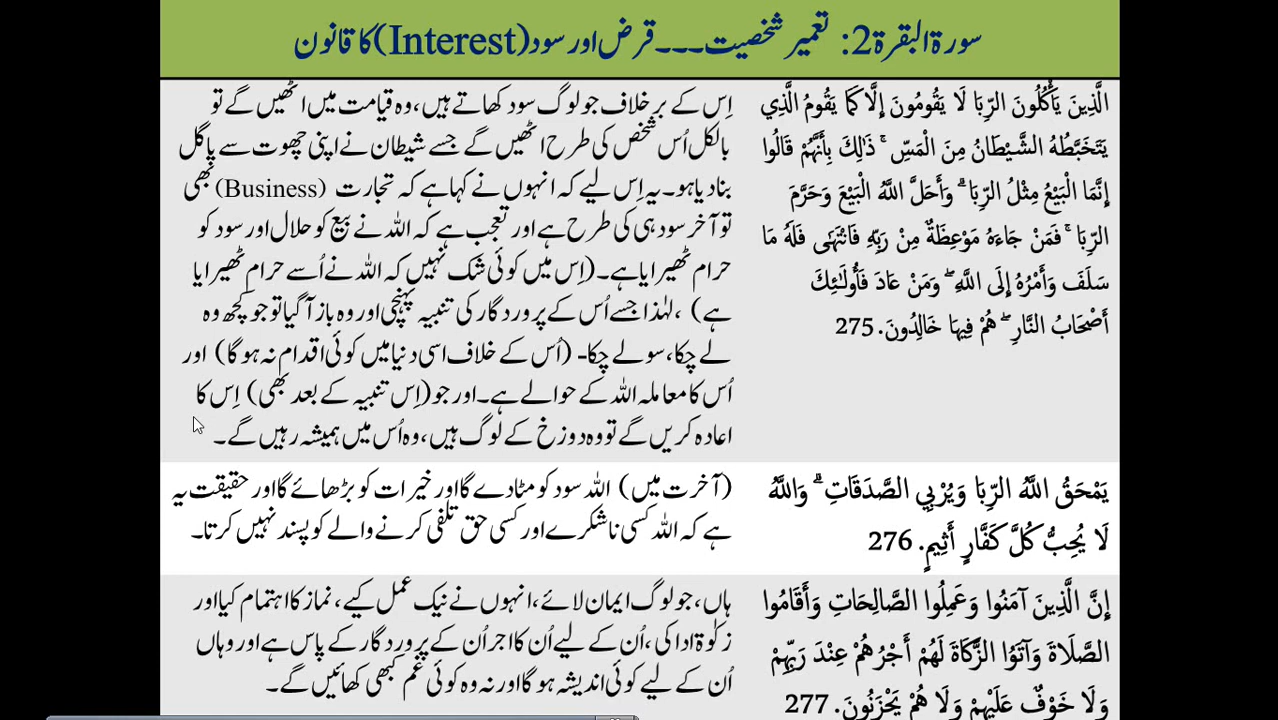 سورۃ البقرۃ 2: تعمیر شخصیت۔۔۔قرض اور سود (Interest) کا قانون
الَّذِينَ يَأْكُلُونَ الرِّبَا لَا يَقُومُونَ إِلَّا كَمَا يَقُومُ الَّذِي
يَتَخَبَّطُهُ الشَّيْطَانُ مِنَ الْمَسِّ ۚ ذَٰلِكَ بِأَنَّهُمْ قَالُوا
إِنَّمَا الْبَيْعُ مِثْلُ الرِّبَا ۗ وَأَحَلَّ اللَّهُ الْبَيْعَ وَحَرَّمَ
الرِّبَا ۚ فَمَنْ جَاءَهُ مَوْعِظَةٌ مِنْ رَبِّهِ فَانْتَهَىٰ فَلَهُ مَا
سَلَفَ وَأَمْرُهُ إِلَى اللَّهِ ۖ وَمَنْ عَادَ فَأُولَٰئِكَ
أَصْحَابُ النَّارِ ۖ هُمْ فِيهَا خَالِدُونَ. 275
اِس کے برخلاف جو لوگ سود کھاتے ہیں، وہ قیامت میں اٹھیں گے تو
بالکل اُس شخص کی طرح اٹھیں گے جسے شیطان نے اپنی چھوت سے پاگل
بنا دیا ہو۔ یہ اِس لیے کہ انہوں نے کہا ہے کہ تجارت (Business) بھی
تو آخر سود ہی کی طرح ہے اور تعجب ہے کہ اللہ نے بیع کو حلال اور سود کو
حرام ٹھیرایا ہے۔ (اِس میں کوئی شک نہیں کہ اللہ نے اُسے حرام ٹھیرایا
ہے) ، لہٰذا جسے اُس کے پروردگار کی تنبیہ پہنچی اور وہ باز آ گیا تو جو کچھ وہ
لے چکا، سو لے چکا- (اُس کے خلاف اسی دنیا میں کوئی اقدام نہ ہو گا) اور
اُس کا معاملہ اللہ کے حوالے ہے۔ اور جو (اِس تنبیہ کے بعد بھی) اِس کا
اعادہ کریں گے تو وہ دوزخ کے لوگ ہیں، وہ اُس میں ہمیشہ رہیں گے۔
يَمْحَقُ اللَّهُ الرِّبَا وَيُرْبِي الصَّدَقَاتِ ۗ وَاللَّهُ
لَا يُحِبُّ كُلَّ كَفَّارٍ أَثِيمٍ. 276
(آخرت میں) اللہ سود کو مٹا دے گا اور خیرات کو بڑھائے گا اور حقیقت یہ
ہے کہ اللہ کسی ناشکرے اور کسی حق تلفی کرنے والے کو پسند نہیں کرتا۔
إِنَّ الَّذِينَ آمَنُوا وَعَمِلُوا الصَّالِحَاتِ وَأَقَامُوا
الصَّلَاةَ وَآتَوُا الزَّكَاةَ لَهُمْ أَجْرُهُمْ عِنْدَ رَبِّهِمْ
وَلَا خَوْفٌ عَلَيْهِمْ وَلَا هُمْ يَحْزَنُونَ. 277
ہاں، جو لوگ ایمان لائے، انہوں نے نیک عمل کیے، نماز کا اہتمام کیا اور
زکوٰۃ ادا کی، اُن کے لیے اُن کا اجر اُن کے پروردگار کے پاس ہے اور وہاں
اُن کے لیے کوئی اندیشہ ہو گا اور نہ وہ کوئی غم کبھی کھائیں گے۔